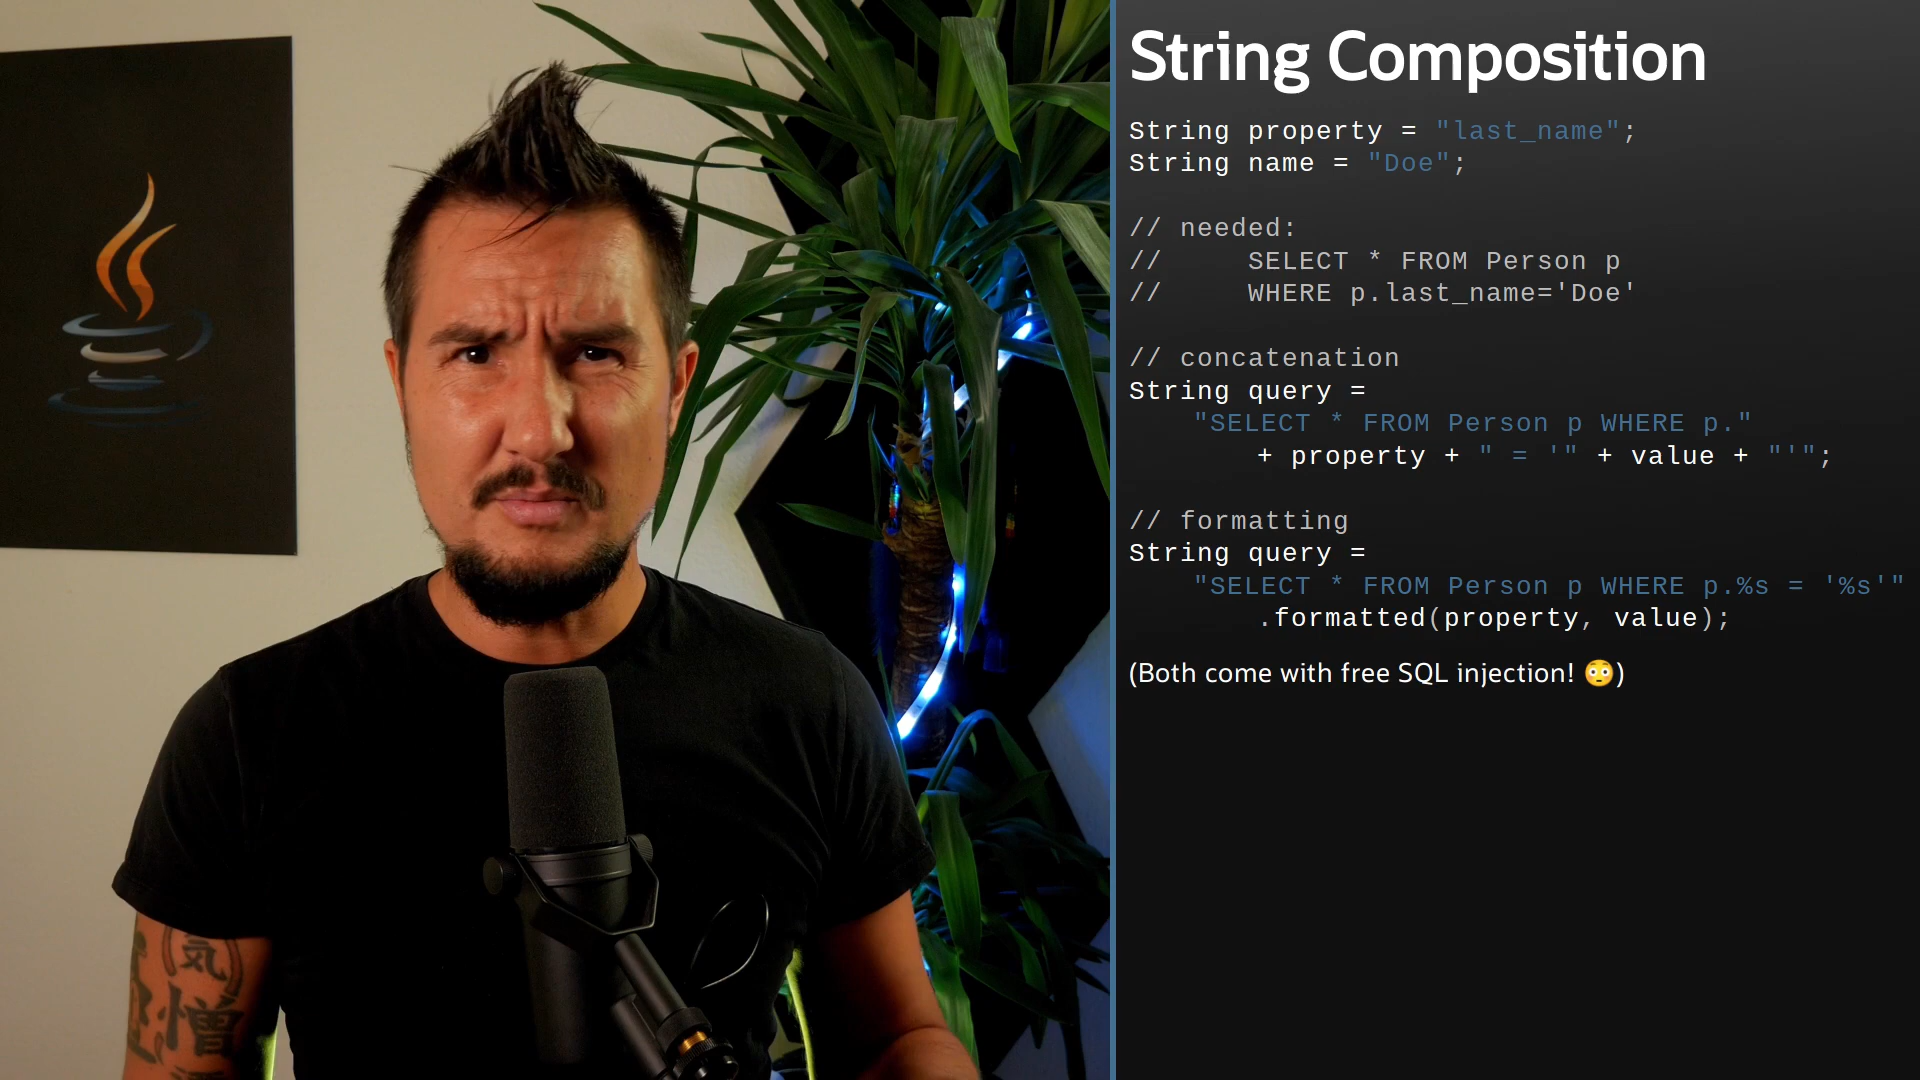 String Composition
String property = "last_name";
String name = "Doe";
// needed:
//     SELECT * FROM Person p
//     WHERE p.last_name='Doe'
// concatenation
String query =
    "SELECT * FROM Person p WHERE p."
        + property + " = '" + value + "'";
// formatting
String query =
    "SELECT * FROM Person p WHERE p.%s = '%s'"
        .formatted(property, value);
(Both come with free SQL injection! 😳)
気
憎